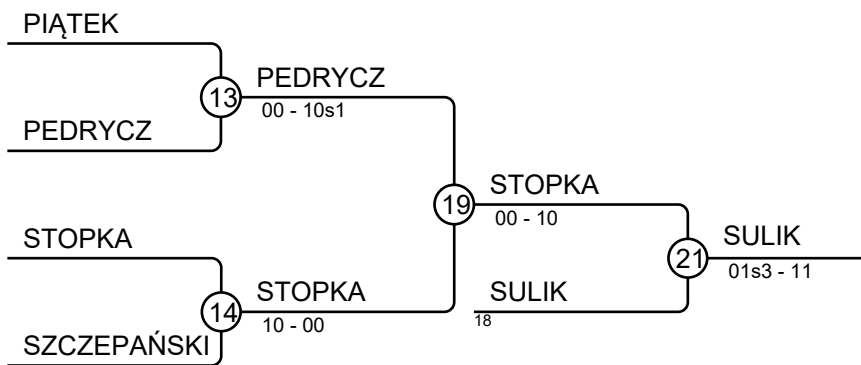 PIĄTEK
13
PEDRYCZ
00 - 10s1
PEDRYCZ
19
STOPKA
00 - 10
STOPKA
21
SULIK
01s3 - 11
14
STOPKA
10 - 00
SULIK
18
SZCZEPAŃSKI